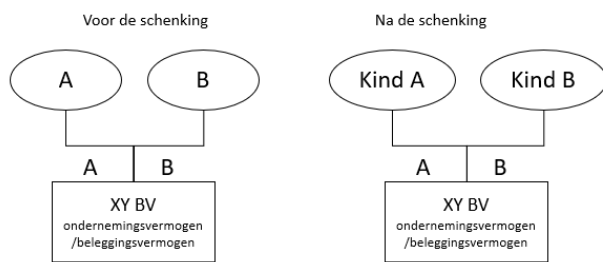 Voor de schenking
A
B
A
B
XY BV
ondernemingsvermogen
/beleggingsvermogen
Na de schenking
Kind A
Kind B
A
B
XY BV
ondernemingsvermogen
/beleggingsvermogen